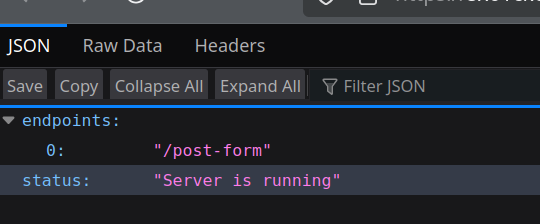 JSON Raw Data Headers
Save Copy Collapse All Expand All Filter JSON
endpoints:
0: "/post-form"
status: "Server is running"